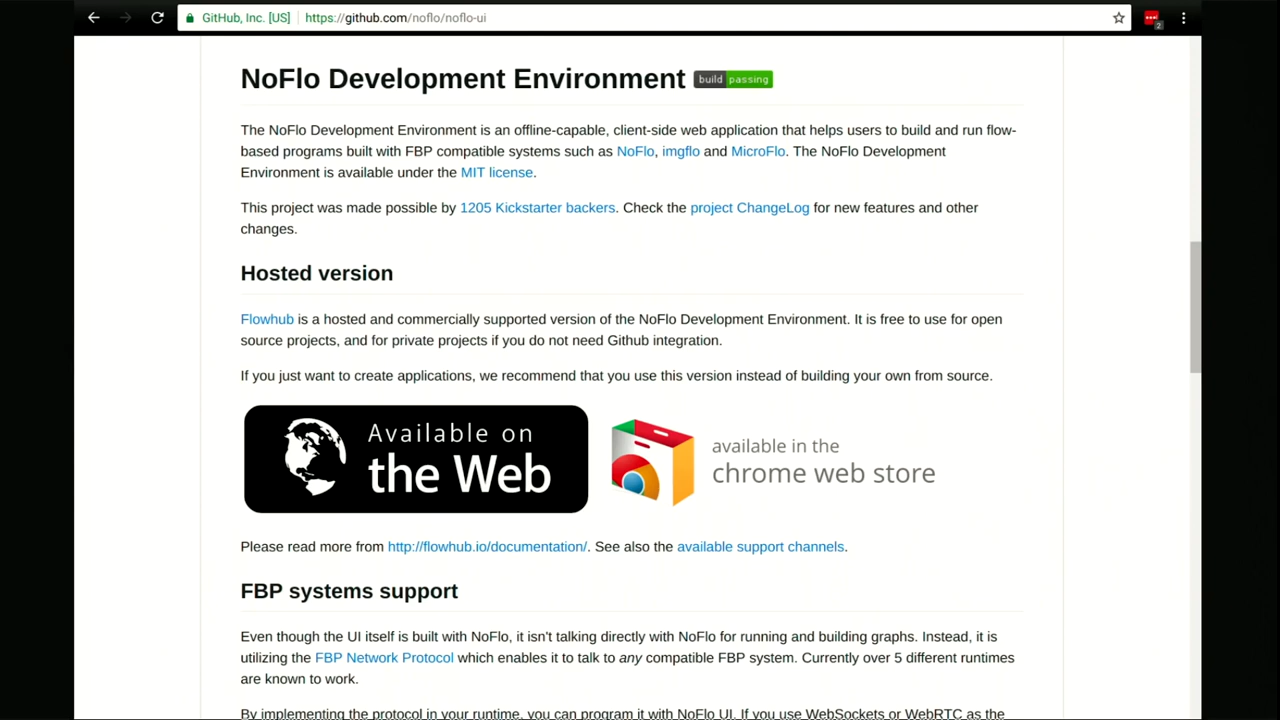 GitHub, Inc. [US]
https://github.com/noflo/noflo-ui
2
NoFlo Development Environment
build passing
The NoFlo Development Environment is an offline-capable, client-side web application that helps users to build and run flow-
based programs built with FBP compatible systems such as NoFlo, imgflo and MicroFlo. The NoFlo Development
Environment is available under the MIT license.
This project was made possible by 1205 Kickstarter backers. Check the project ChangeLog for new features and other
changes.
Hosted version
Flowhub is a hosted and commercially supported version of the NoFlo Development Environment. It is free to use for open
source projects, and for private projects if you do not need Github integration.
If you just want to create applications, we recommend that you use this version instead of building your own from source.
Available on
the Web
available in the
chrome web store
Please read more from http://flowhub.io/documentation/. See also the available support channels.
FBP systems support
Even though the UI itself is built with NoFlo, it isn't talking directly with NoFlo for running and building graphs. Instead, it is
utilizing the FBP Network Protocol which enables it to talk to any compatible FBP system. Currently over 5 different runtimes
are known to work.
By implementing the protocol in your runtime, you can program it with NoFlo UI. If you use WebSockets or WebRTC as the